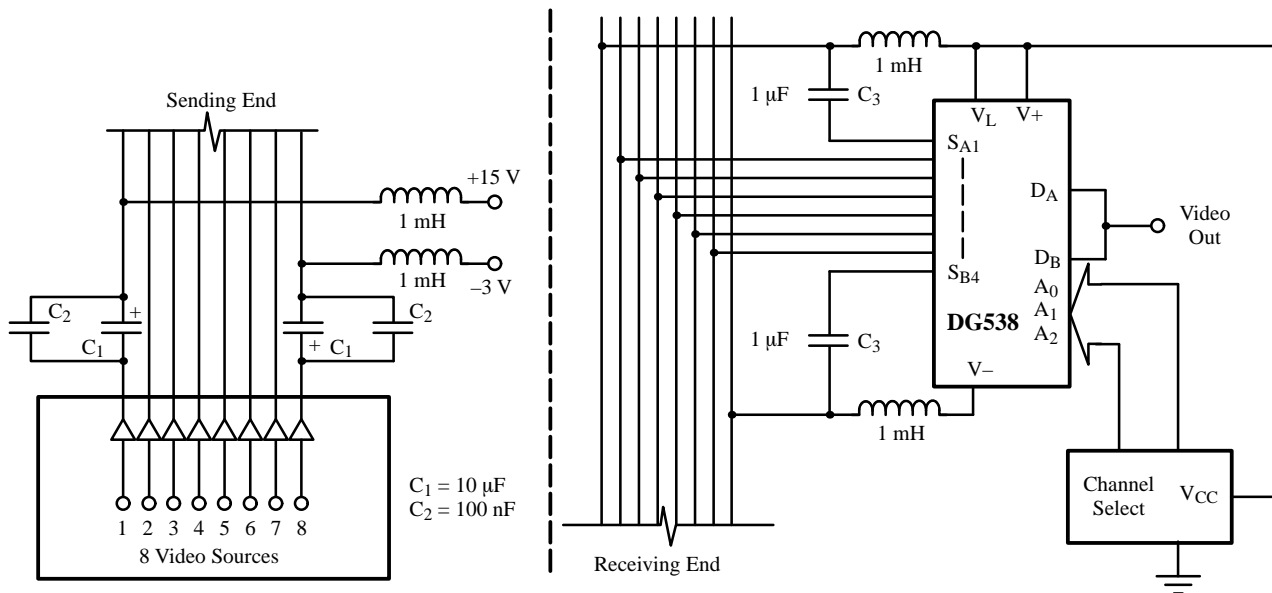 Sending End
+15 V
1 mH
1 mH
–3 V
C2
+
C1
C2
+
C1
1 2 3 4 5 6 7 8
8 Video Sources
C1 = 10 μF
C2 = 100 nF
1 mH
1 μF
C3
VL
V+
SA1
DA
Video
Out
DB
SB4
A0
A1
A2
DG538
1 μF
C3
V–
1 mH
Channel
Select
VCC
Receiving End